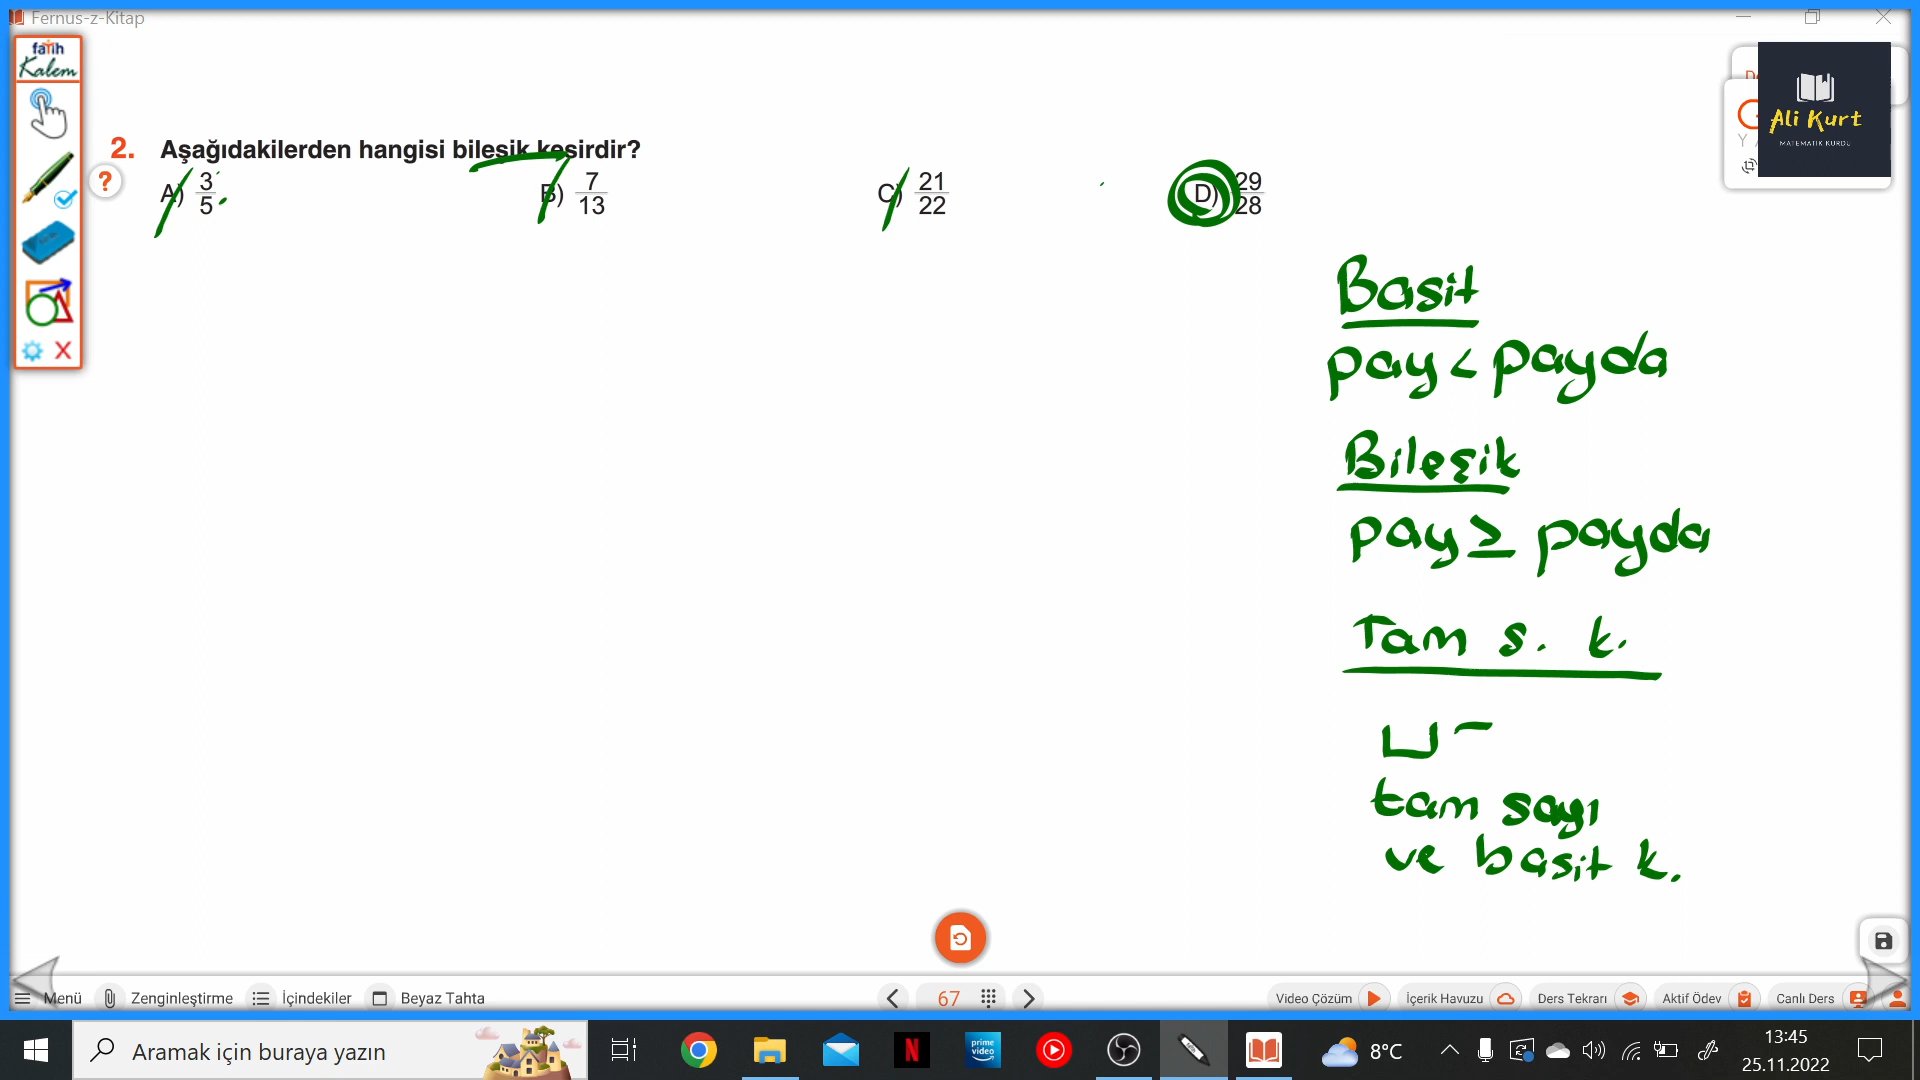 Fernus-z-Kitap
fatih
Kalem
Ali Kurt
MATEMATIK KURDU
2. Aşağıdakilerden hangisi bileşik kesirdir?
A) 3/5 B) 7/13 C) 21/22 D) 29/28
Basit
pay < payda
Bileşik
pay ≥ payda
Tam s. k.
tam sayı
ve basit k.
Menü Zenginleştirme İçindekiler Beyaz Tahta 67 Video Çözüm İçerik Havuzu Ders Tekrarı Aktif Ödev Canlı Ders
Aramak için buraya yazın
prime
video
8°C
13:45
25.11.2022